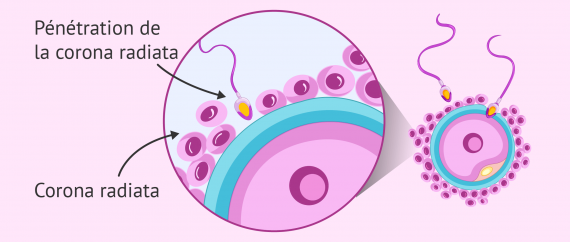 Pénétration de
la corona radiata
Corona radiata